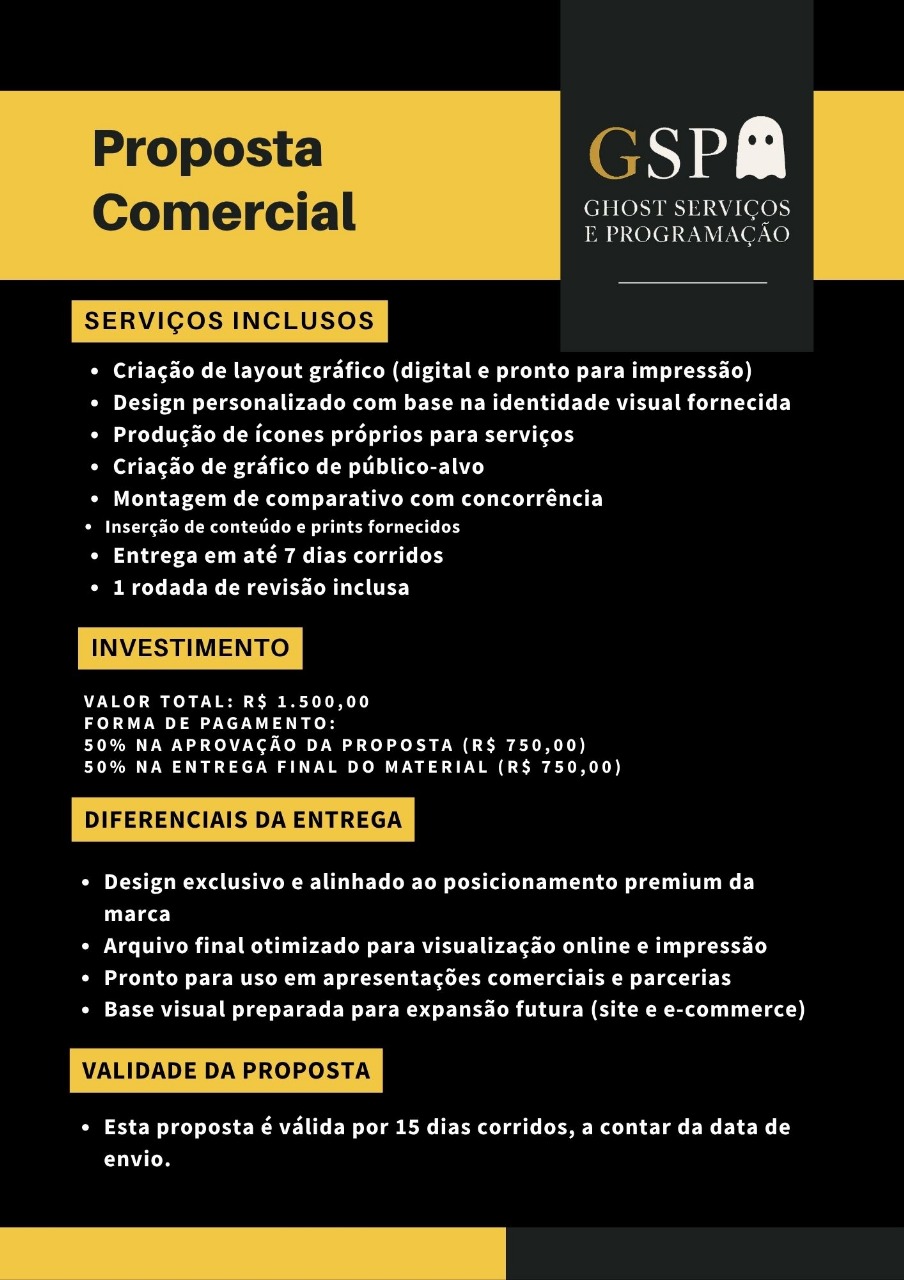 Proposta
Comercial
GSP
GHOST SERVIÇOS
E PROGRAMAÇÃO
SERVIÇOS INCLUSOS
• Criação de layout gráfico (digital e pronto para impressão)
• Design personalizado com base na identidade visual fornecida
• Produção de ícones próprios para serviços
• Criação de gráfico de público-alvo
• Montagem de comparativo com concorrência
• Inserção de conteúdo e prints fornecidos
• Entrega em até 7 dias corridos
• 1 rodada de revisão inclusa
INVESTIMENTO
VALOR TOTAL: R$ 1.500,00
FORMA DE PAGAMENTO:
50% NA APROVAÇÃO DA PROPOSTA (R$ 750,00)
50% NA ENTREGA FINAL DO MATERIAL (R$ 750,00)
DIFERENCIAIS DA ENTREGA
• Design exclusivo e alinhado ao posicionamento premium da
marca
• Arquivo final otimizado para visualização online e impressão
• Pronto para uso em apresentações comerciais e parcerias
• Base visual preparada para expansão futura (site e e-commerce)
VALIDADE DA PROPOSTA
• Esta proposta é válida por 15 dias corridos, a contar da data de
envio.